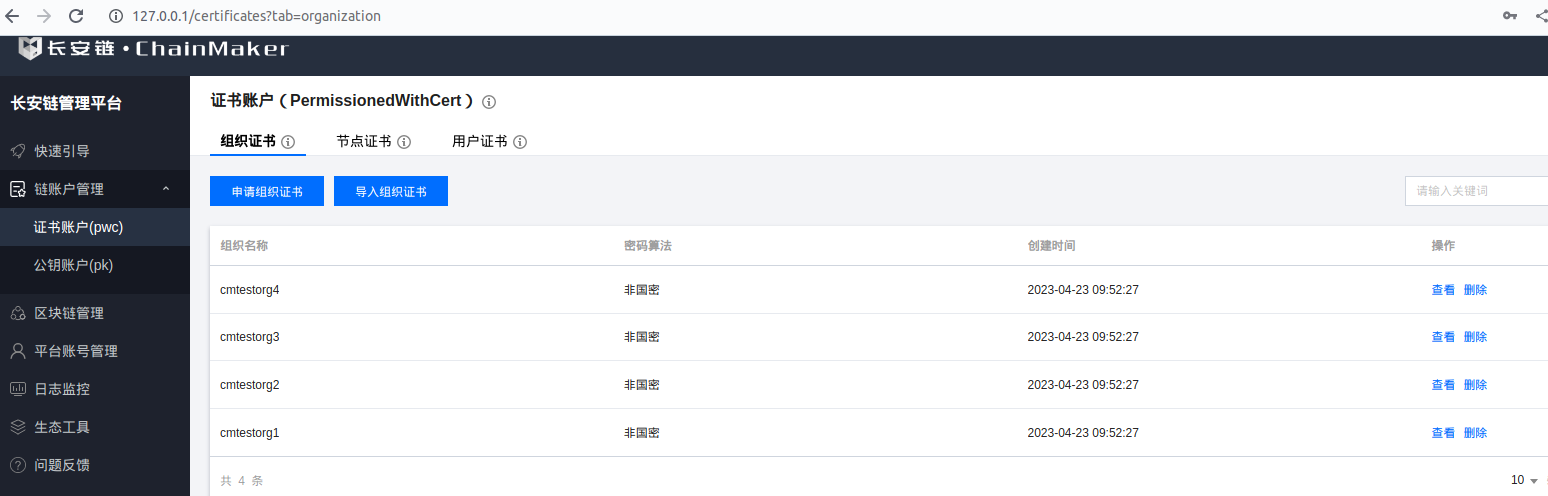 127.0.0.1/certificates?tab=organization
长安链·ChainMaker
长安链管理平台
快速引导
链账户管理
证书账户(pwc)
公钥账户(pk)
区块链管理
平台账号管理
日志监控
生态工具
问题反馈
证书账户（PermissionedWithCert）
组织证书 节点证书 用户证书
申请组织证书 导入组织证书 请输入关键词
组织名称 密码算法 创建时间 操作
cmtestorg4 非国密 2023-04-23 09:52:27 查看 删除
cmtestorg3 非国密 2023-04-23 09:52:27 查看 删除
cmtestorg2 非国密 2023-04-23 09:52:27 查看 删除
cmtestorg1 非国密 2023-04-23 09:52:27 查看 删除
共 4 条 10